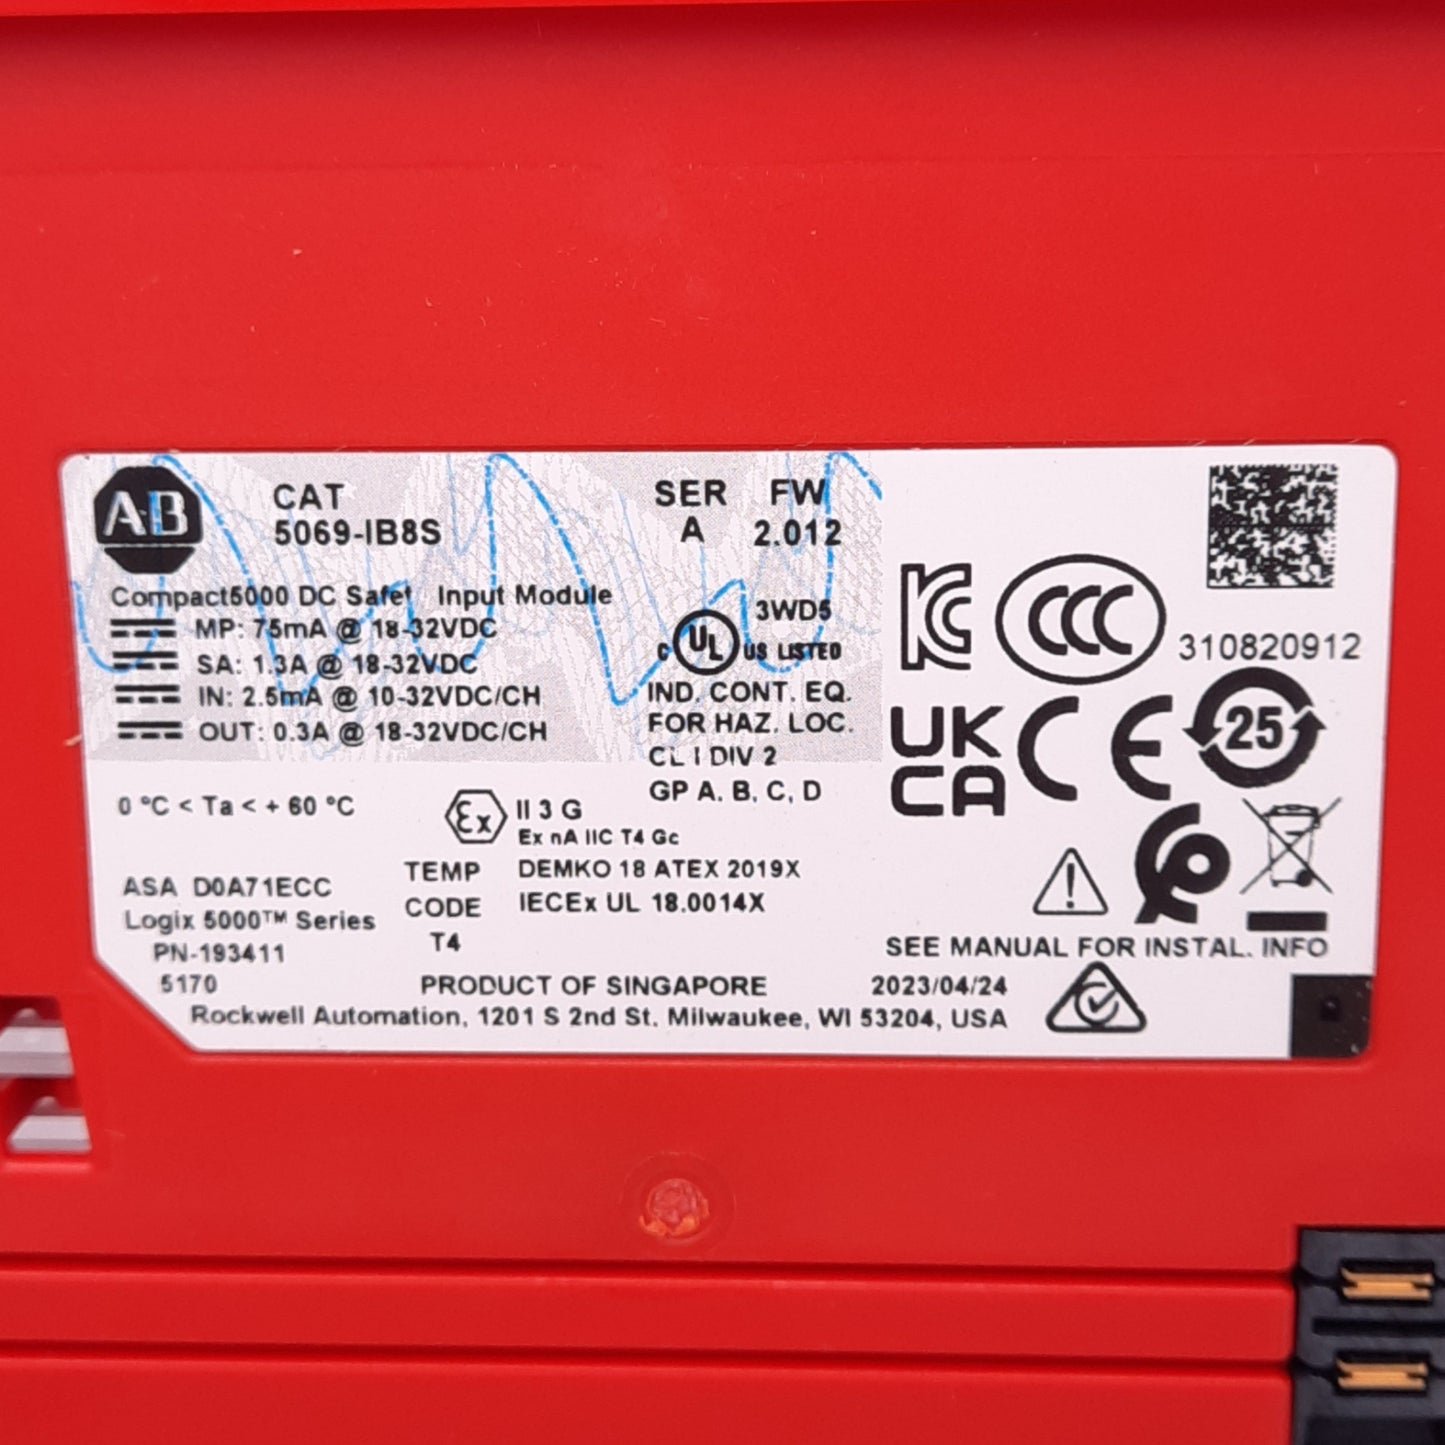 A-B
CAT
5069-IB8S
SER FW
A 2.012
Compact5000 DC Safet Input Module
MP: 75mA @ 18-32VDC
SA: 1.3A @ 18-32VDC
IN: 2.5mA @ 10-32VDC/CH
OUT: 0.3A @ 18-32VDC/CH
3WD5
C UL US LISTED
IND. CONT. EQ.
FOR HAZ. LOC.
CL I DIV 2
GP A, B, C, D
KC CCC
310820912
UK
CA
CE
25
0 °C < Ta < + 60 °C
Ex II 3 G
Ex nA IIC T4 Gc
TEMP
CODE
T4
DEMKO 18 ATEX 2019X
IECEx UL 18.0014X
ASA D0A71ECC
Logix 5000™ Series
PN-193411
5170
SEE MANUAL FOR INSTAL. INFO
PRODUCT OF SINGAPORE
2023/04/24
Rockwell Automation, 1201 S 2nd St. Milwaukee, WI 53204, USA